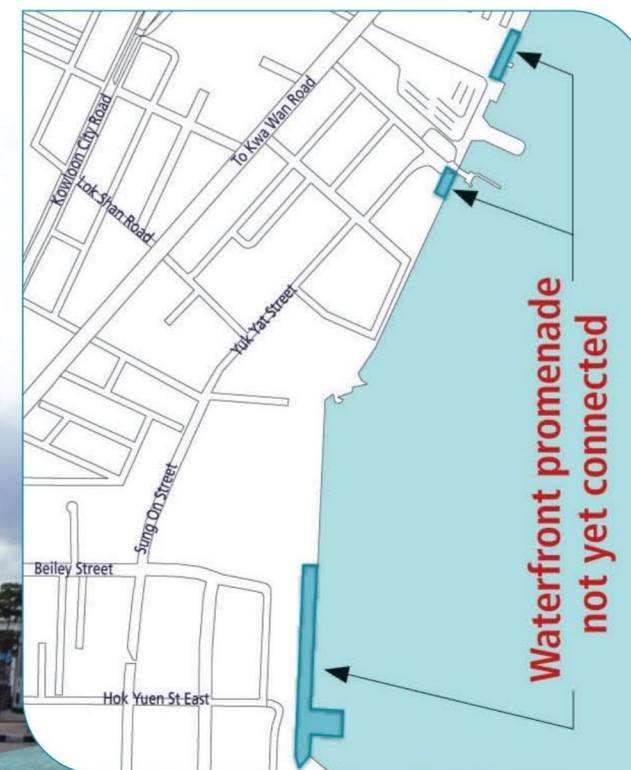 Kowloon City Road
To Kwa Wan Road
Lok Shan Road
Yuk Yat Street
Sung On Street
Beiley Street
Hok Yuen St East
Waterfront promenade
not yet connected